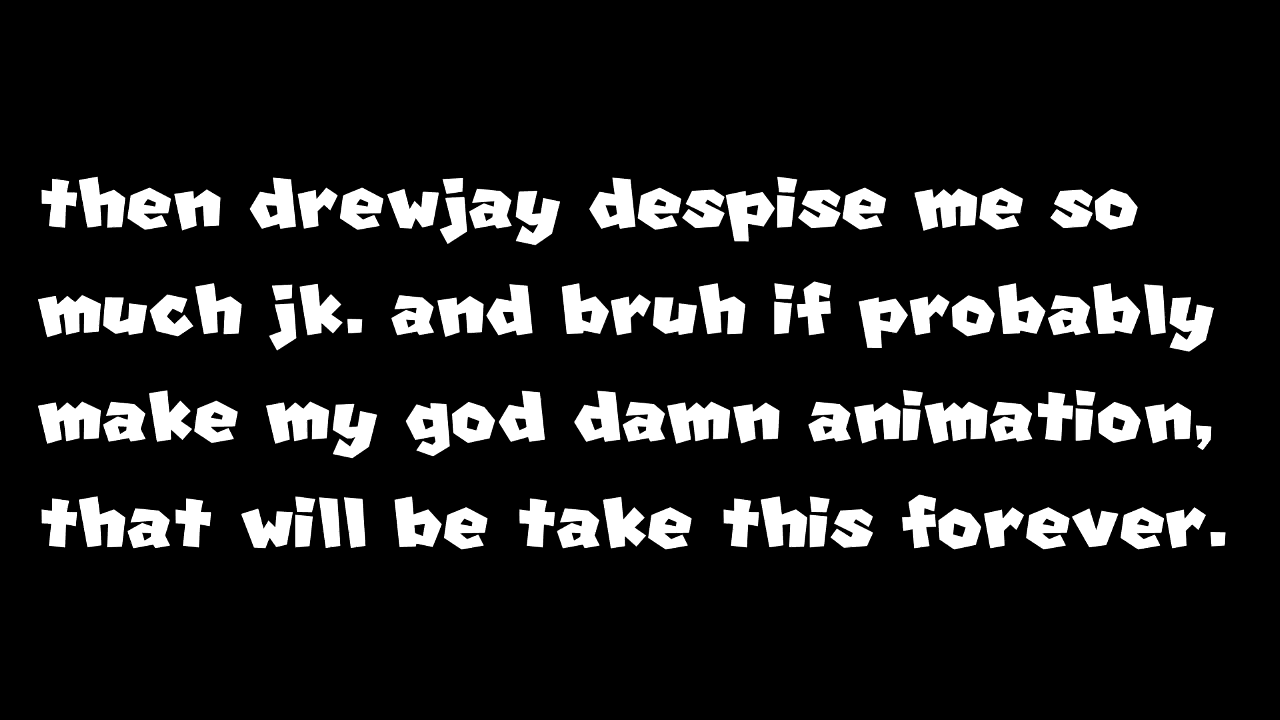 then drewjay despise me so
much jk. and bruh if probably
make my god damn animation,
that will be take this forever.